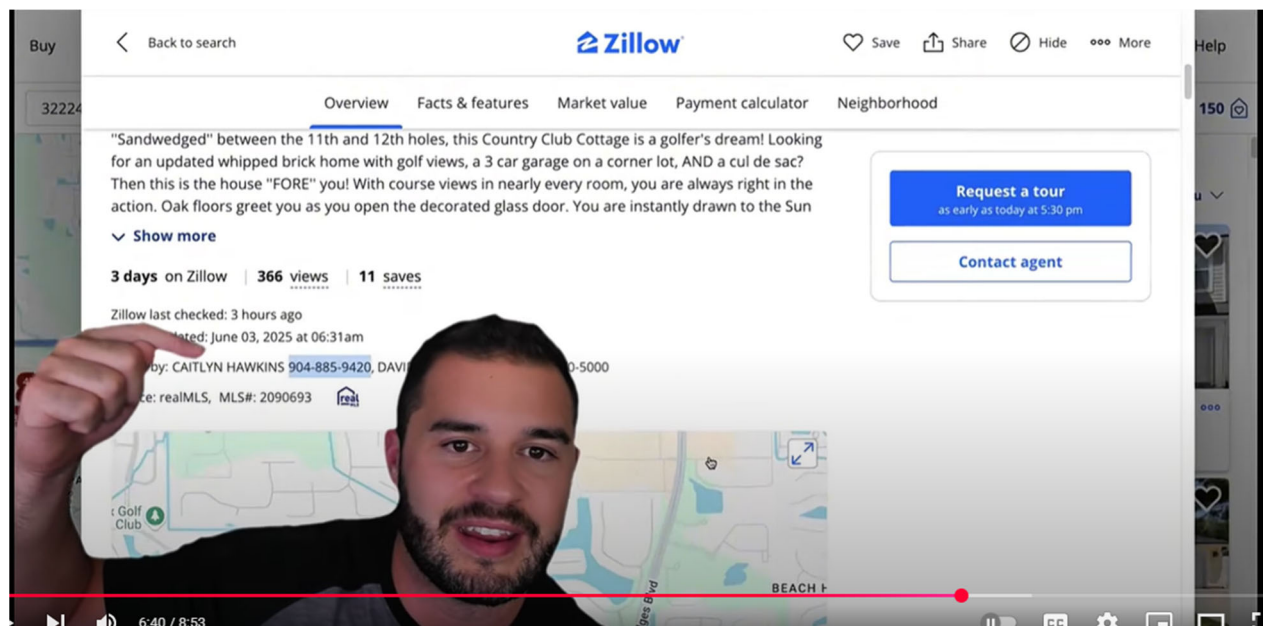 Buy
Back to search
Zillow
Save
Share
Hide
More
Help
32224
150
Overview
Facts & features
Market value
Payment calculator
Neighborhood
"Sandwedged" between the 11th and 12th holes, this Country Club Cottage is a golfer's dream! Looking
for an updated whipped brick home with golf views, a 3 car garage on a corner lot, AND a cul de sac?
Then this is the house "FORE" you! With course views in nearly every room, you are always right in the
action. Oak floors greet you as you open the decorated glass door. You are instantly drawn to the Sun
Show more
Request a tour
as early as today at 5:30 pm
Contact agent
3 days on Zillow | 366 views | 11 saves
Zillow last checked: 3 hours ago
ated: June 03, 2025 at 06:31am
by: CAITLYN HAWKINS 904-885-9420, DAVI 0-5000
ce: realMLS, MLS#: 2090693
real
Golf
Club
BEACH
ges Blvd
6:40 / 8:53